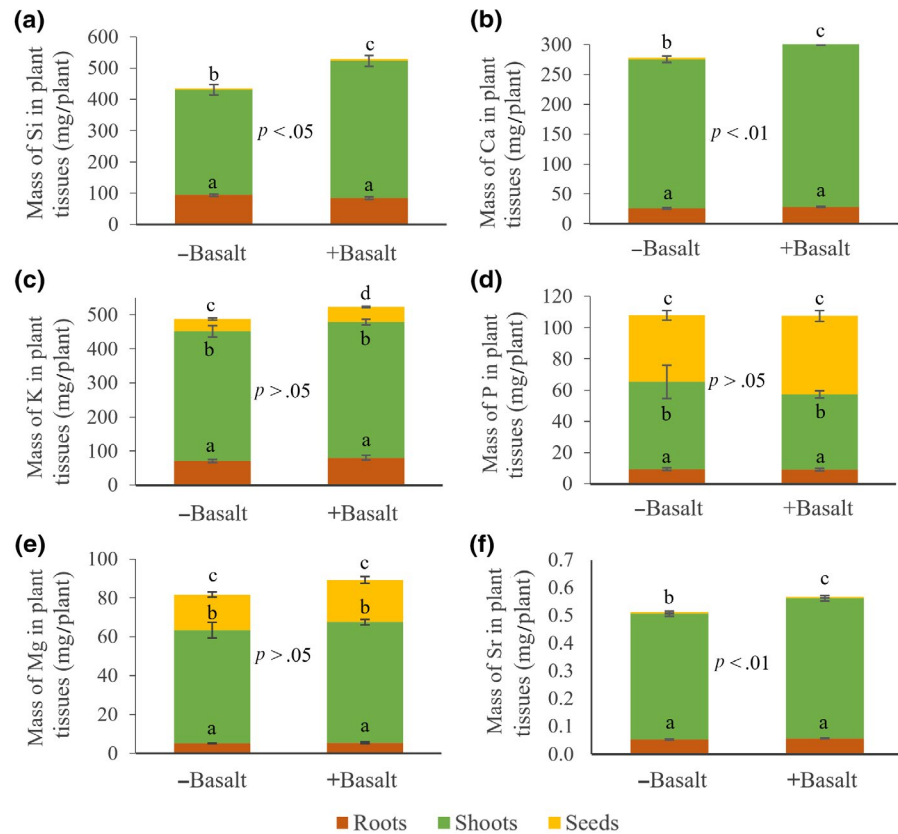 (a)
600
500
400
300
200
100
0
Mass of Si in plant
tissues (mg/plant)
b
c
p < .05
a
a
−Basalt
+Basalt
(b)
300
250
200
150
100
50
0
Mass of Ca in plant
tissues (mg/plant)
b
c
p < .01
a
a
−Basalt
+Basalt
(c)
500
400
300
200
100
0
Mass of K in plant
tissues (mg/plant)
c
d
b
b
p > .05
a
a
−Basalt
+Basalt
(d)
120
100
80
60
40
20
0
Mass of P in plant
tissues (mg/plant)
c
c
p > .05
b
b
a
a
−Basalt
+Basalt
(e)
100
80
60
40
20
0
Mass of Mg in plant
tissues (mg/plant)
c
c
b
b
p > .05
a
a
−Basalt
+Basalt
(f)
0.7
0.6
0.5
0.4
0.3
0.2
0.1
0.0
Mass of Sr in plant
tissues (mg/plant)
b
c
p < .01
a
a
−Basalt
+Basalt
Roots Shoots Seeds